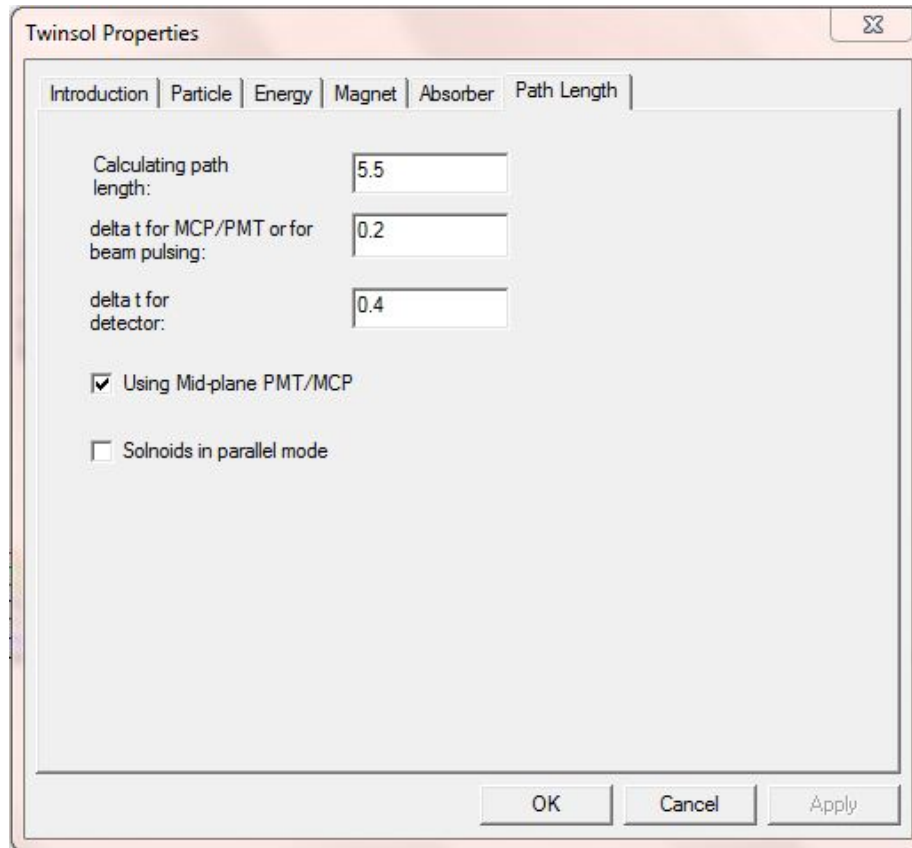 Twinsol Properties
Introduction Particle Energy Magnet Absorber Path Length
Calculating path
length:
5.5
delta t for MCP/PMT or for
beam pulsing:
0.2
delta t for
detector:
0.4
Using Mid-plane PMT/MCP
Solnoids in parallel mode
OK Cancel Apply